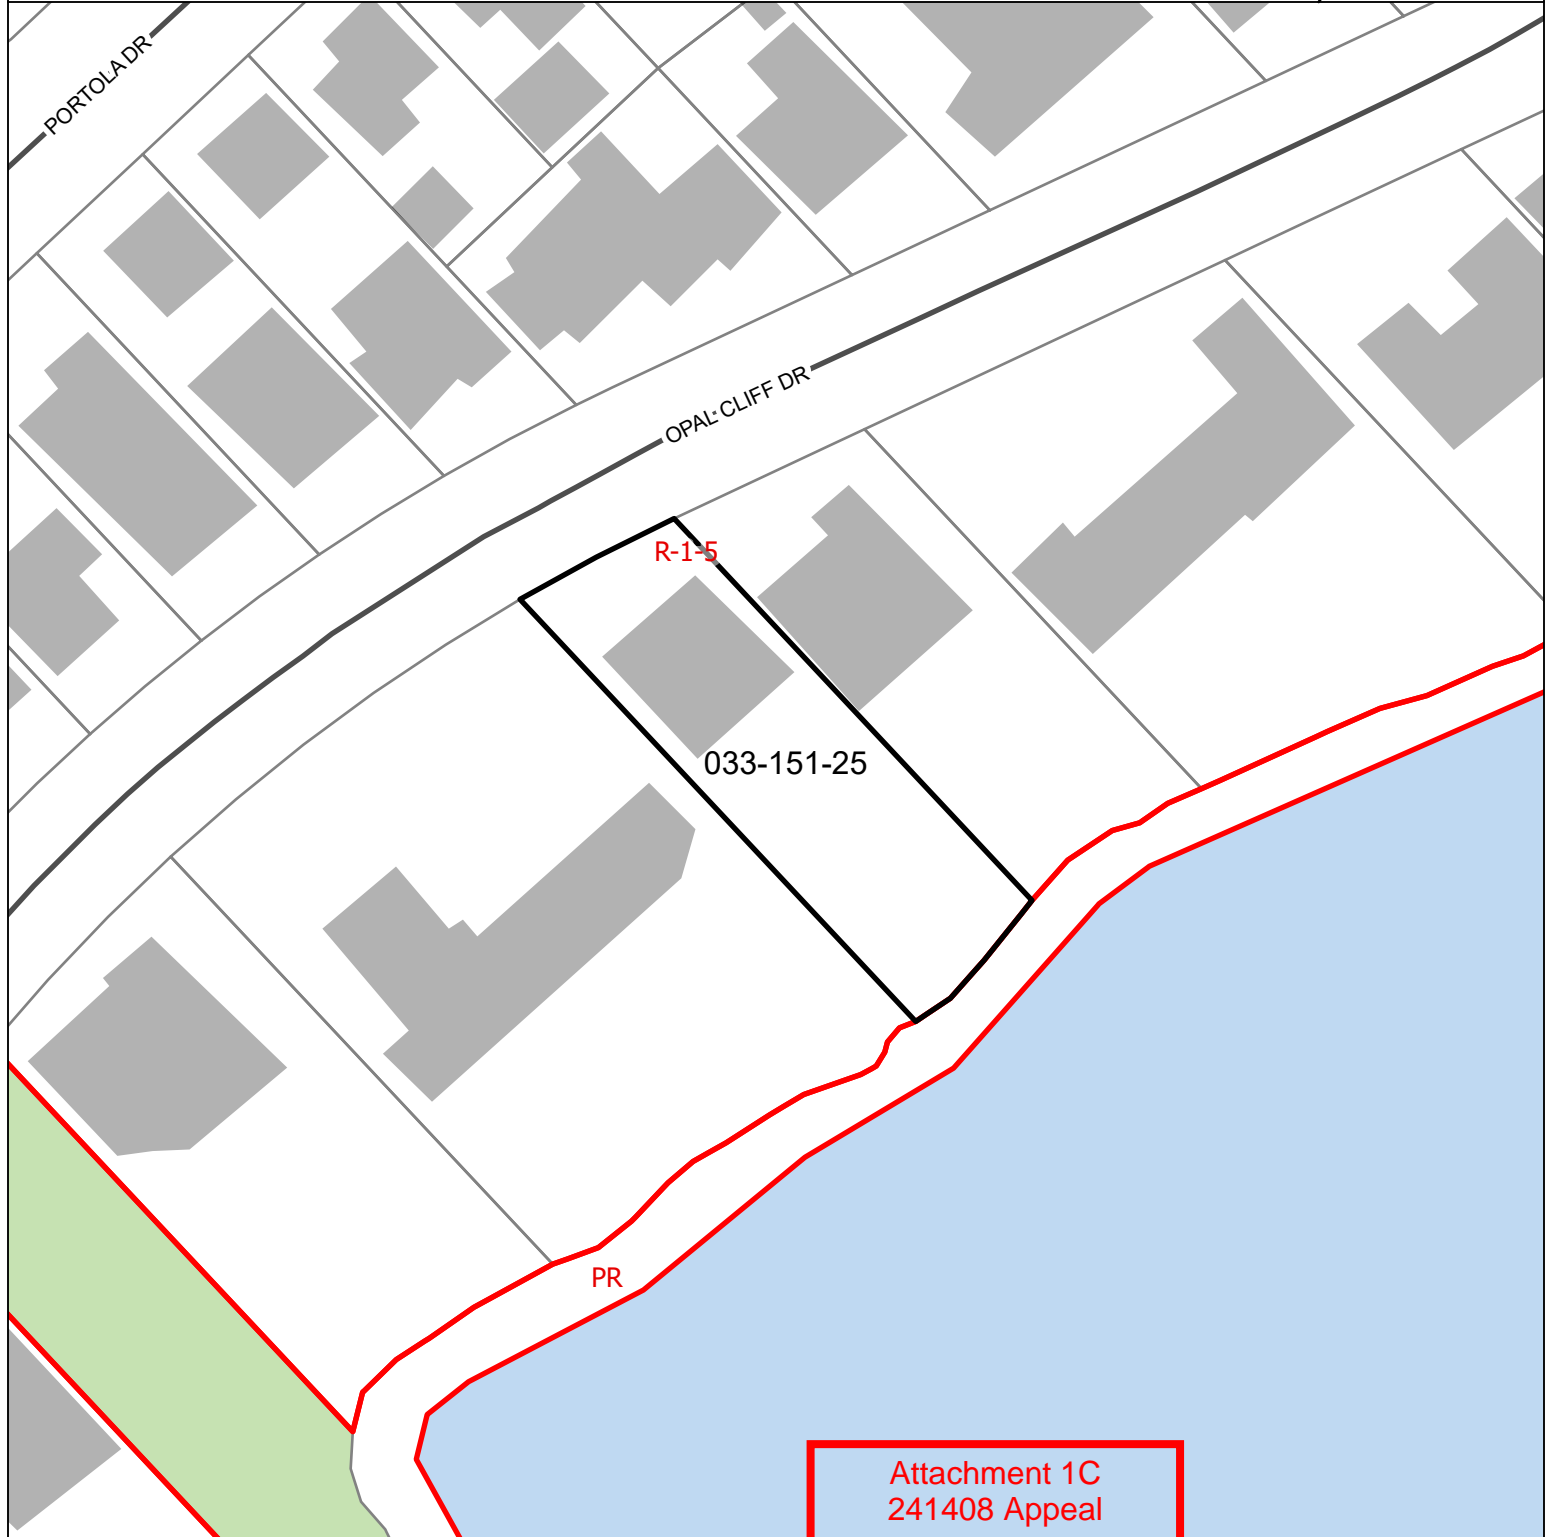 PORTOLA DR
OPAL CLIFF DR
R-1-5
033-151-25
PR
Attachment 1C
241408 Appeal